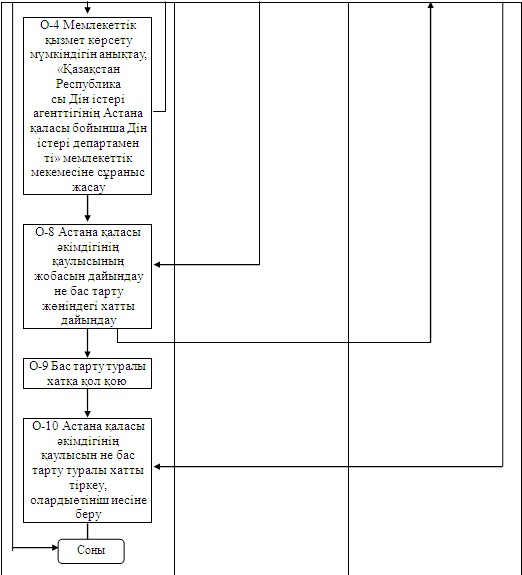 О-4 Мемлекеттік
қызмет көрсету
мүмкіндігін анықтау,
«Қазақстан
Республика
сы Дін істері
агенттігінің Астана
қаласы бойынша Дін
істері департамен
ті» мемлекеттік
мекемесіне сұраныс
жасау
О-8 Астана қаласы
әкімдігінің
қаулысының
жобасын дайындау
не бас тарту
жөніндегі хатты
дайындау
О-9 Бас тарту туралы
хатқа қол қою
О-10 Астана қаласы
әкімдігінің
қаулысын не бас
тарту туралы хатты
тіркеу,
олардыөтініш иесіне
беру
Соңы